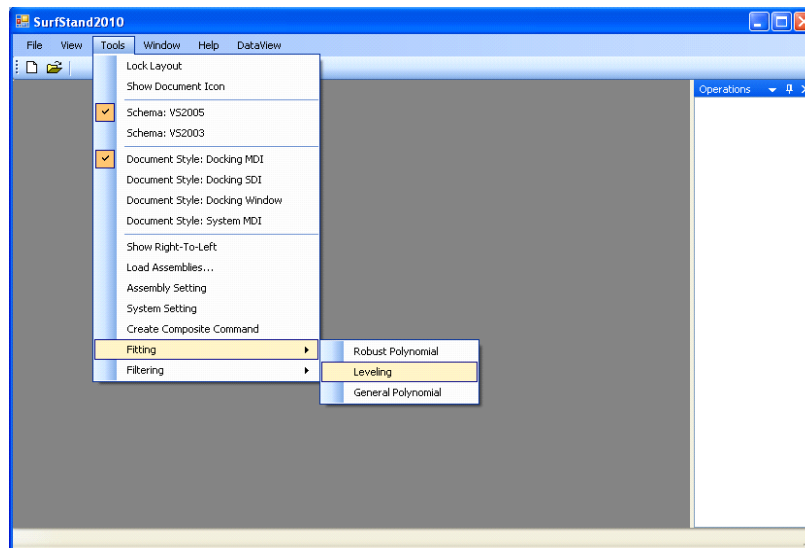 SurfStand2010
File View Tools Window Help DataView
Lock Layout
Show Document Icon
Operations
Schema: VS2005
Schema: VS2003
Document Style: Docking MDI
Document Style: Docking SDI
Document Style: Docking Window
Document Style: System MDI
Show Right-To-Left
Load Assemblies...
Assembly Setting
System Setting
Create Composite Command
Fitting
Robust Polynomial
Filtering
Leveling
General Polynomial